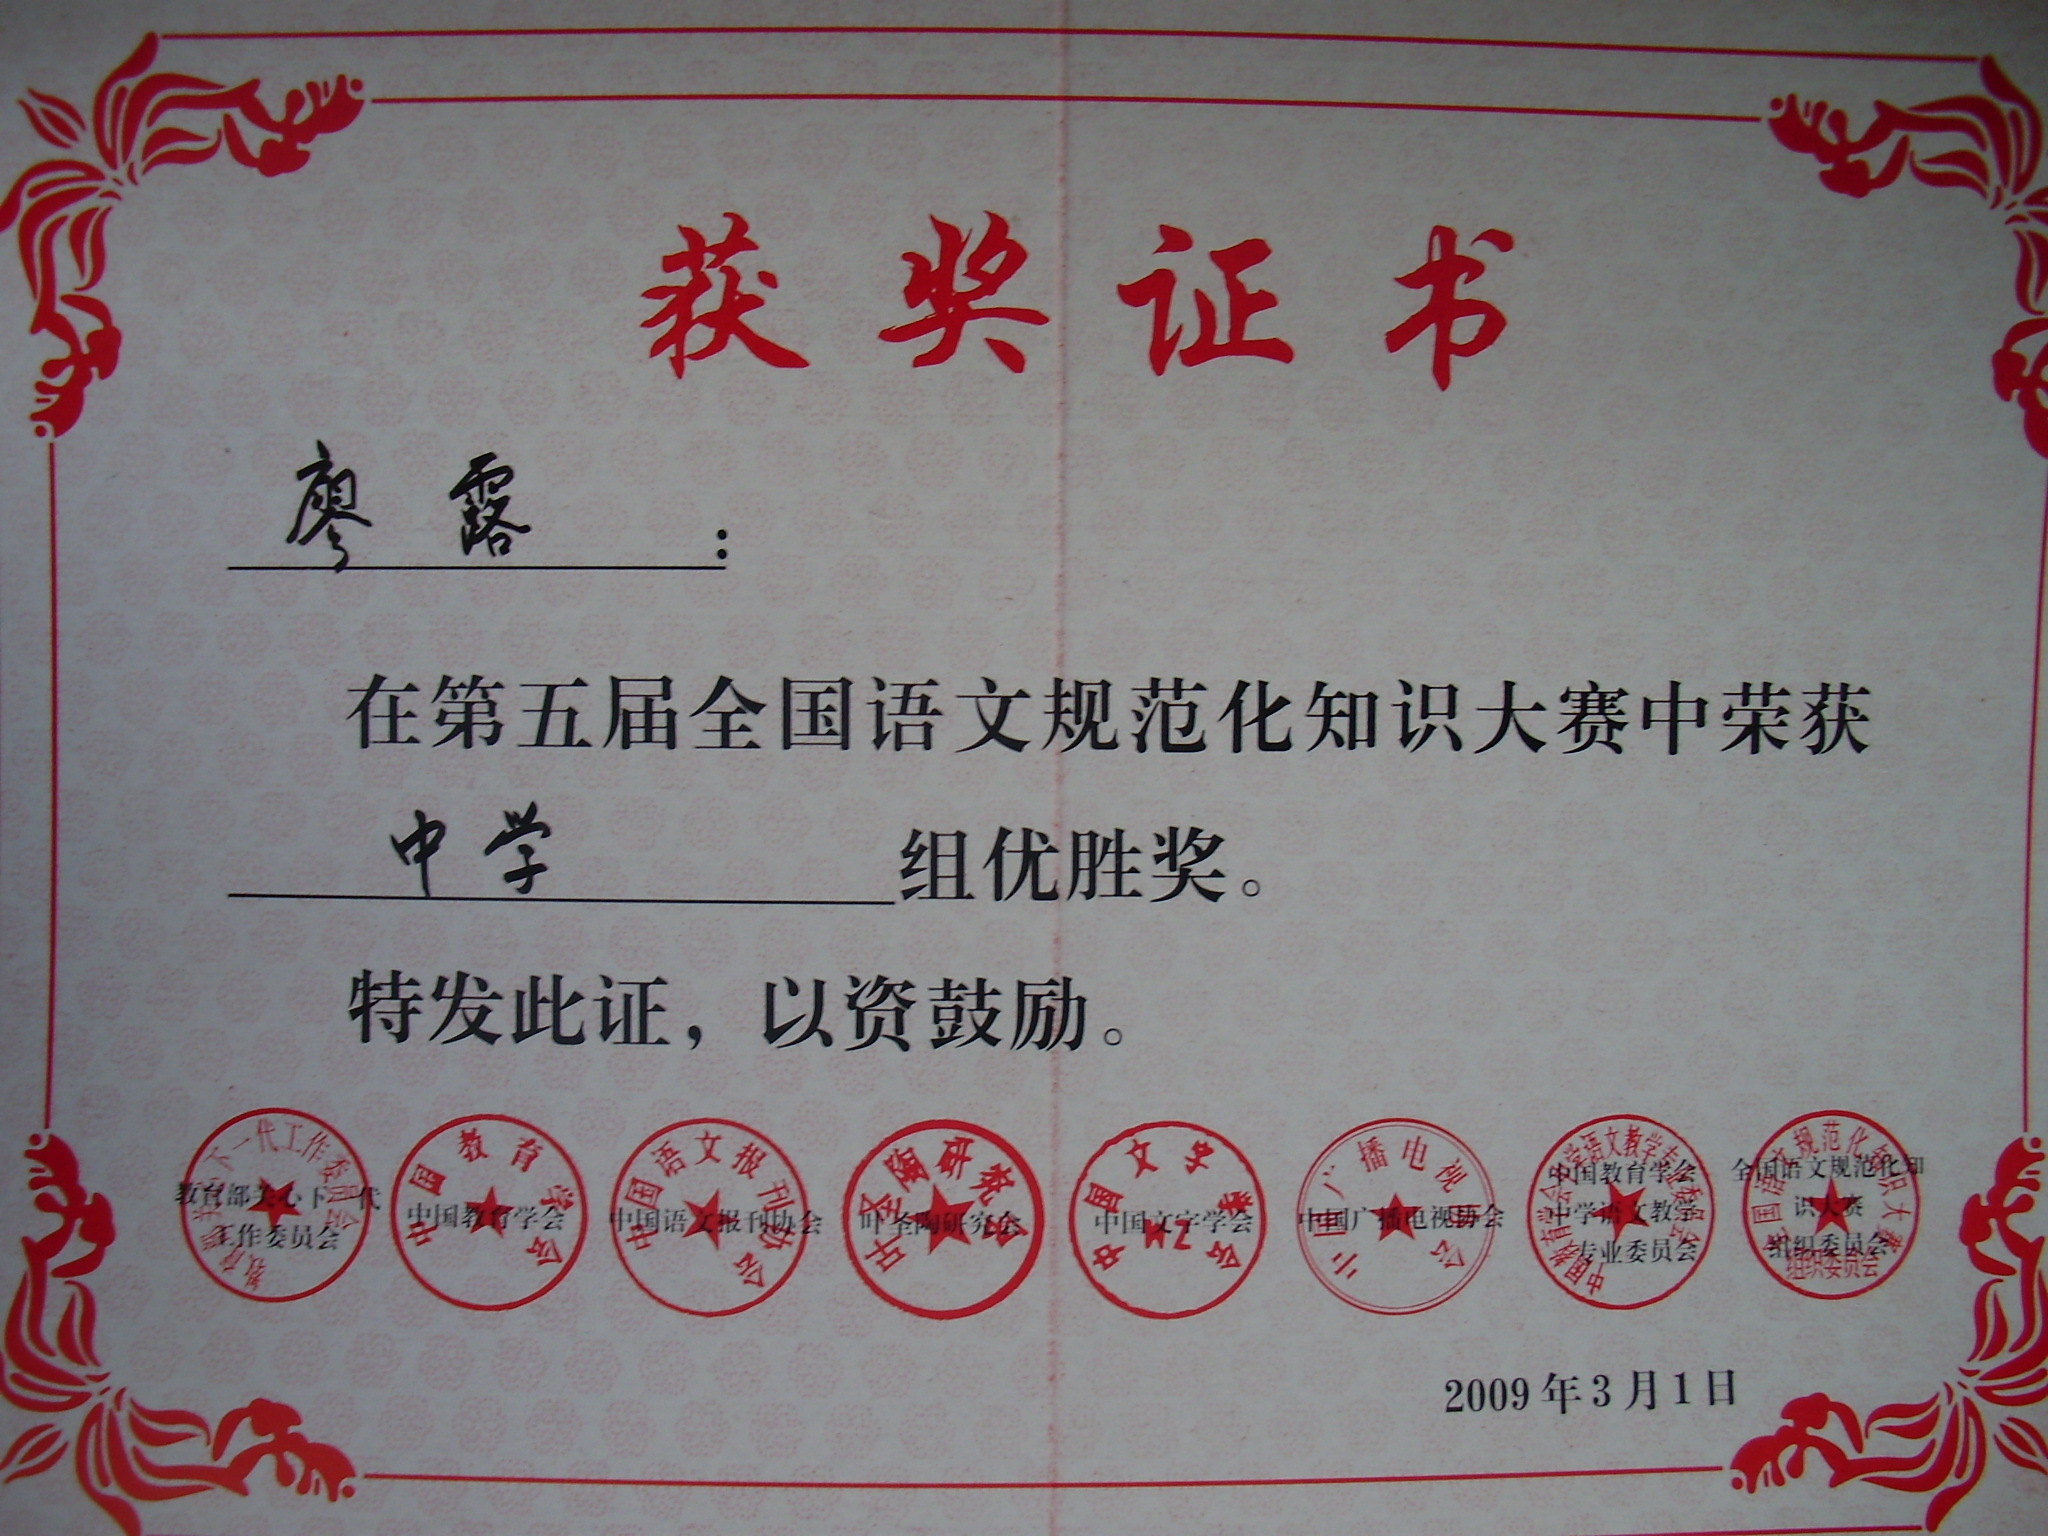 获奖证书
廖露：
在第五届全国语文规范化知识大赛中荣获
中学组优胜奖。
特发此证，以资鼓励。
教育部关心下一代
工作委员会
中国教育学会
中国语文报刊协会
叶圣陶研究会
中国文字学会
中国广播电视协会
中国教育学会
中学语文教学
专业委员会
全国语文规范化知
识大赛
组织委员会
2009年3月1日